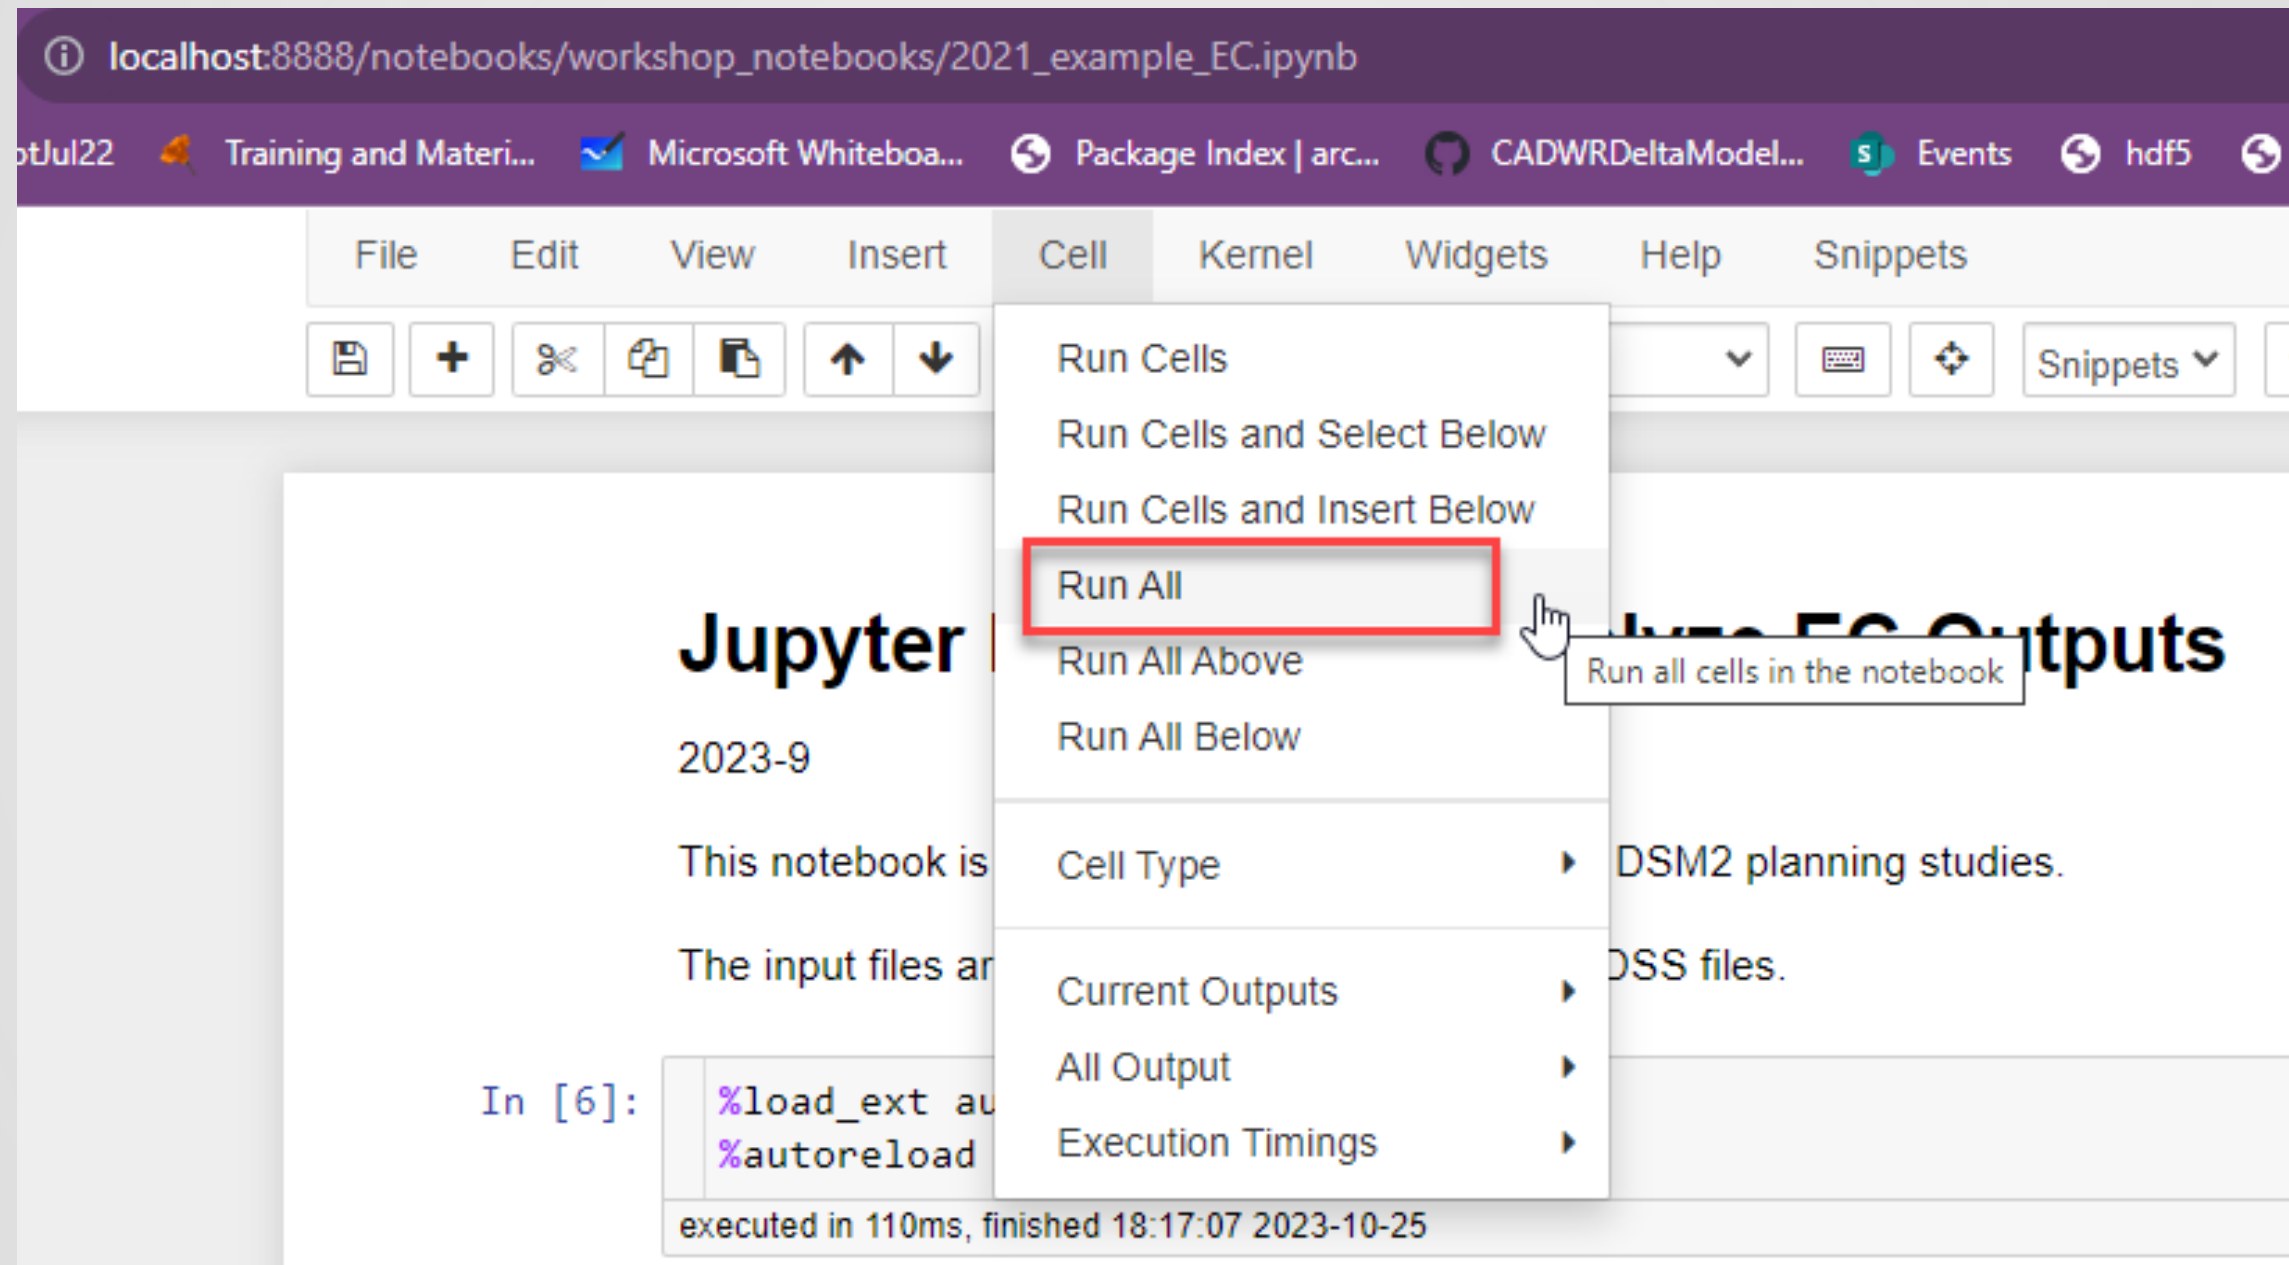 localhost:8888/notebooks/workshop_notebooks/2021_example_EC.ipynb
otJul22 Training and Materi... Microsoft Whiteboa... Package Index | arc... CADWRDeltaModel... Events hdf5
File Edit View Insert Cell Kernel Widgets Help Snippets
Snippets
Run Cells
Run Cells and Select Below
Run Cells and Insert Below
Run All
Run All Above
Run All Below
Cell Type
Current Outputs
All Output
Execution Timings
Run all cells in the notebook
Jupyter EC Outputs
2023-9
This notebook is DSM2 planning studies.
The input files ar DSS files.
In [6]:
%load_ext au
%autoreload
executed in 110ms, finished 18:17:07 2023-10-25